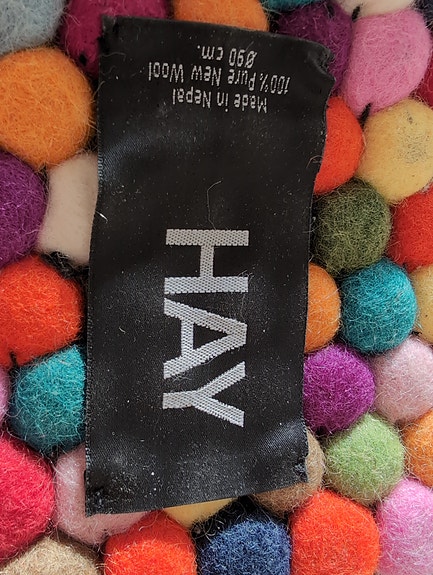 Made in Nepal
100% Pure New Wool
Ø90 cm.
HAY